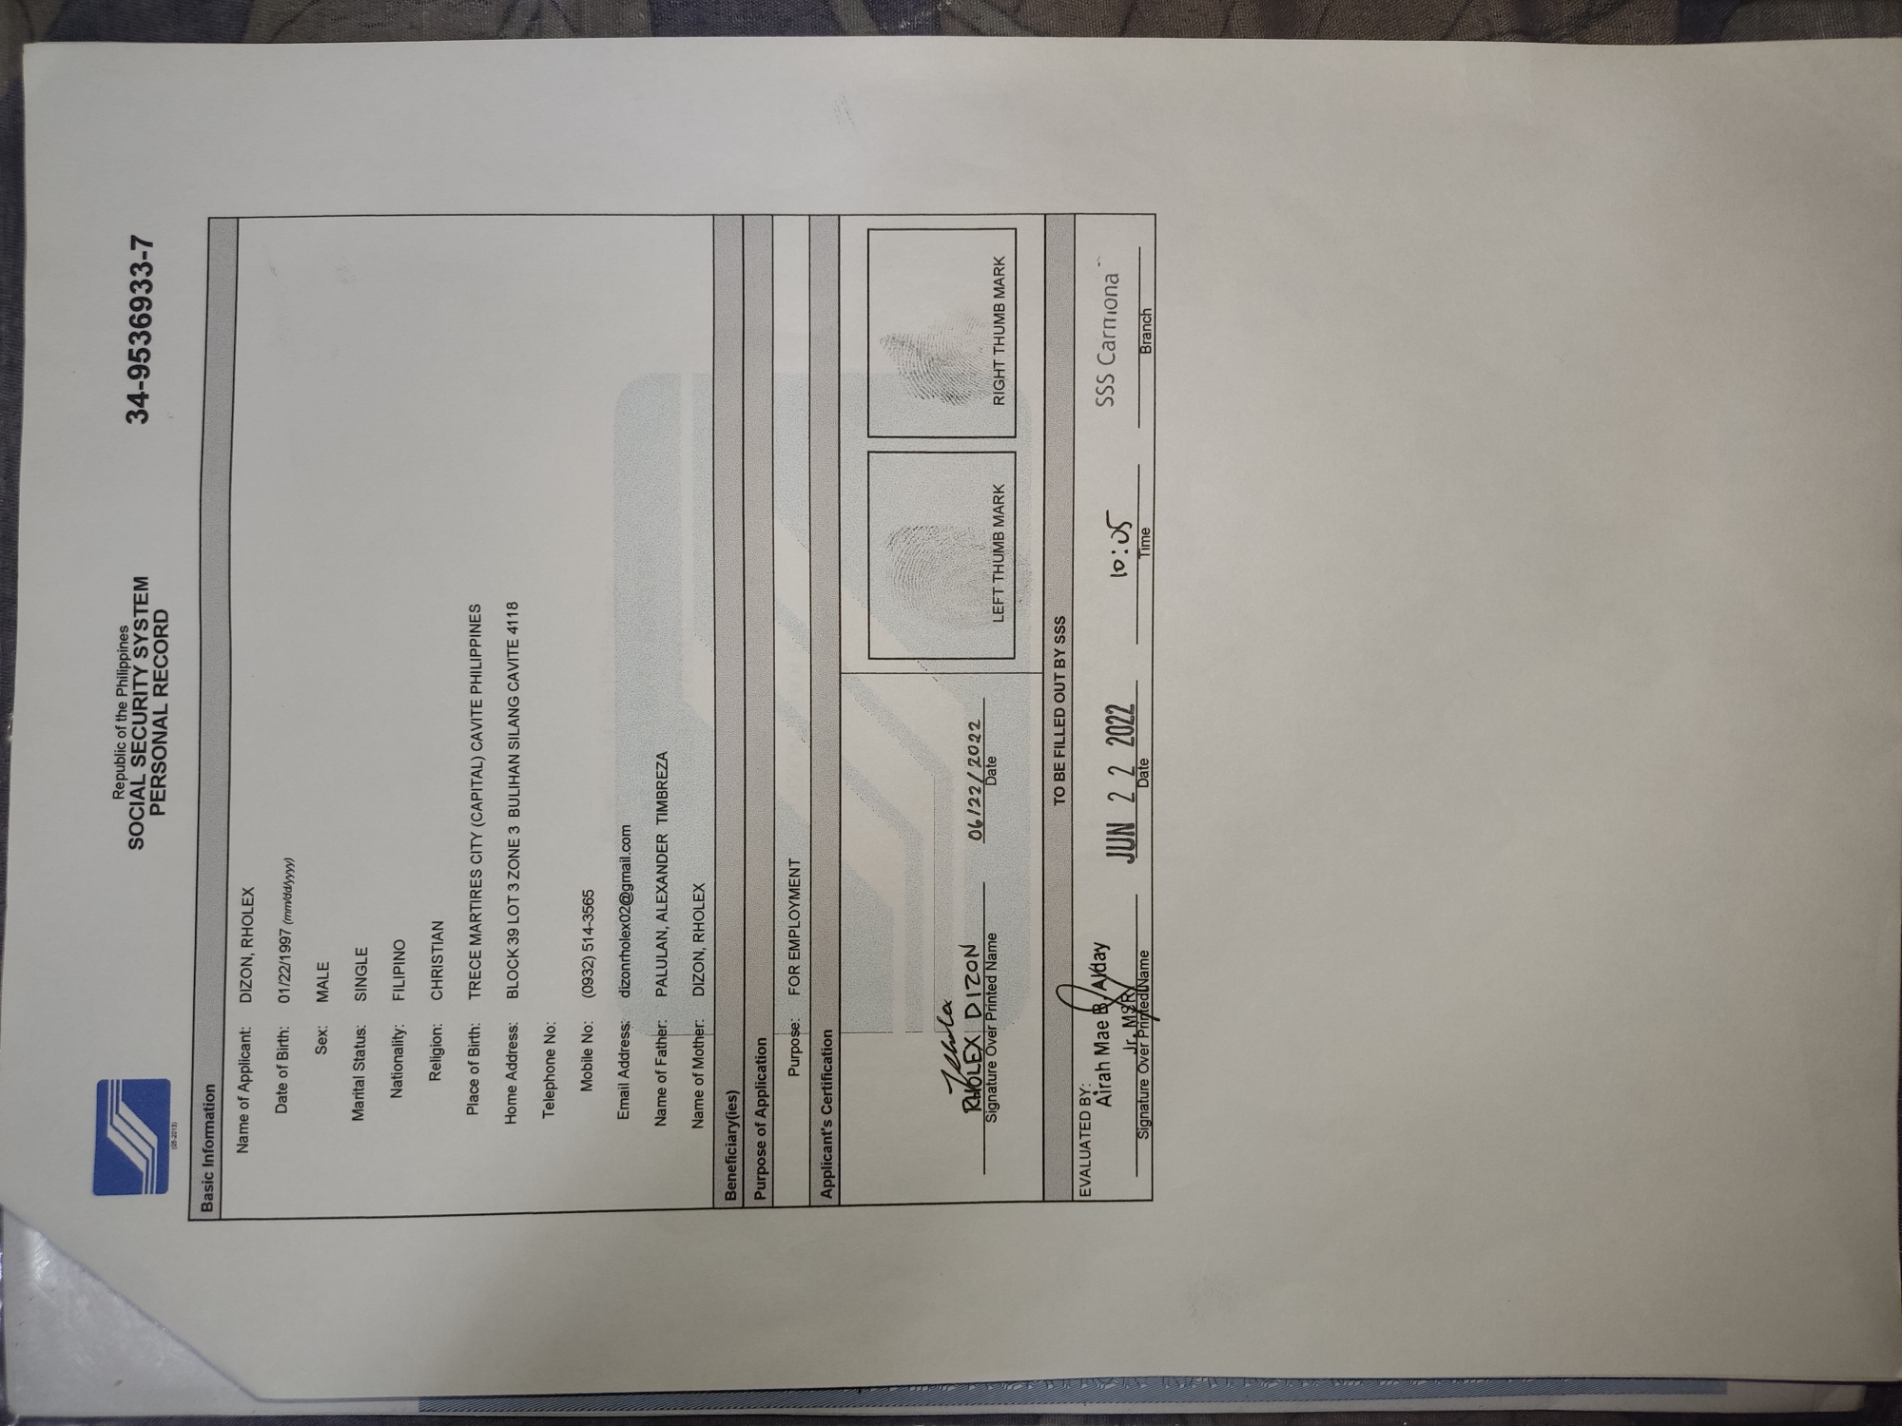 (05-2013)
Republic of the Philippines
SOCIAL SECURITY SYSTEM
PERSONAL RECORD
34-9536933-7
Basic Information
Name of Applicant: DIZON, RHOLEX
Date of Birth: 01/22/1997 (mm/dd/yyyy)
Sex: MALE
Marital Status: SINGLE
Nationality: FILIPINO
Religion: CHRISTIAN
Place of Birth: TRECE MARTIRES CITY (CAPITAL) CAVITE PHILIPPINES
Home Address: BLOCK 39 LOT 3 ZONE 3 BULIHAN SILANG CAVITE 4118
Telephone No:
Mobile No: (0932) 514-3565
Email Address: dizonrholex02@gmail.com
Name of Father: PALULAN, ALEXANDER TIMBREZA
Name of Mother: DIZON, RHOLEX
Beneficiary(ies)
Purpose of Application
Purpose: FOR EMPLOYMENT
Applicant's Certification
RHOLEX DIZON 06/22/2022
Signature Over Printed Name Date
LEFT THUMB MARK RIGHT THUMB MARK
TO BE FILLED OUT BY SSS
EVALUATED BY:
Airah Mae B. Alday
Jr. MSR JUN 22 2022 10:05 SSS Carmona
Signature Over Printed Name Date Time Branch